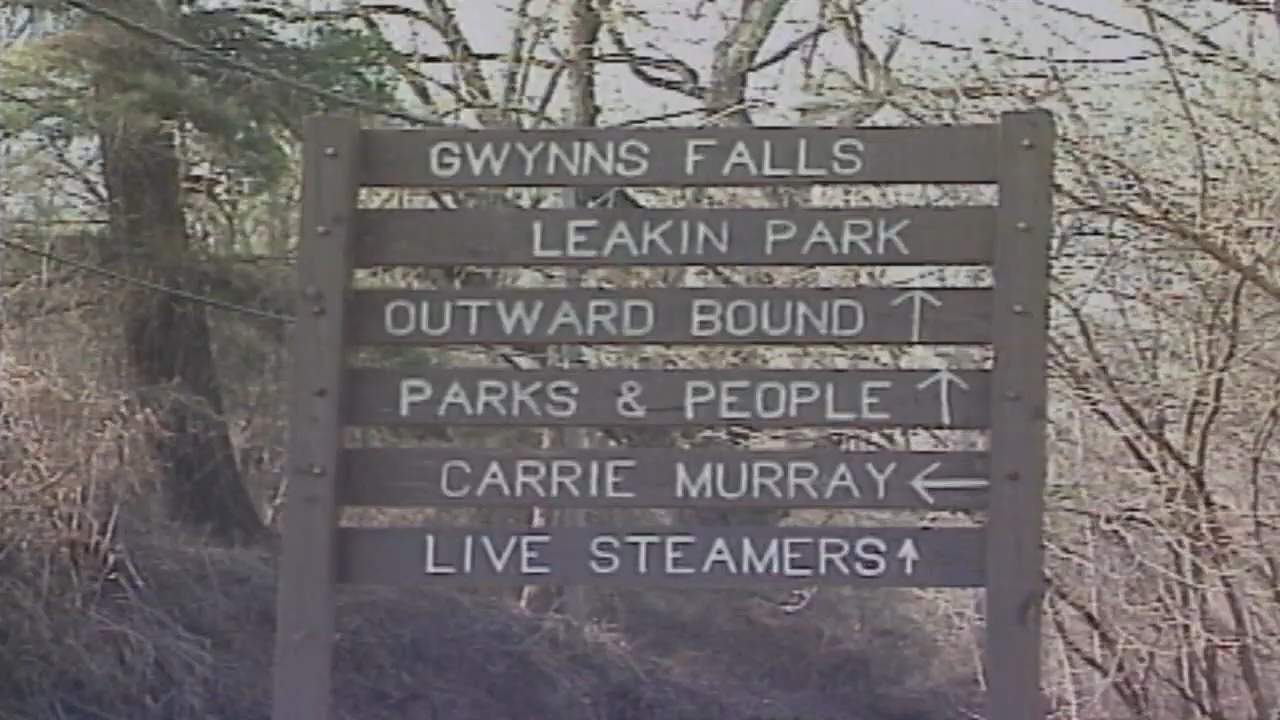 GWYNNS FALLS
LEAKIN PARK
OUTWARD BOUND ↑
PARKS & PEOPLE ↑
CARRIE MURRAY ←
LIVE STEAMERS ↑